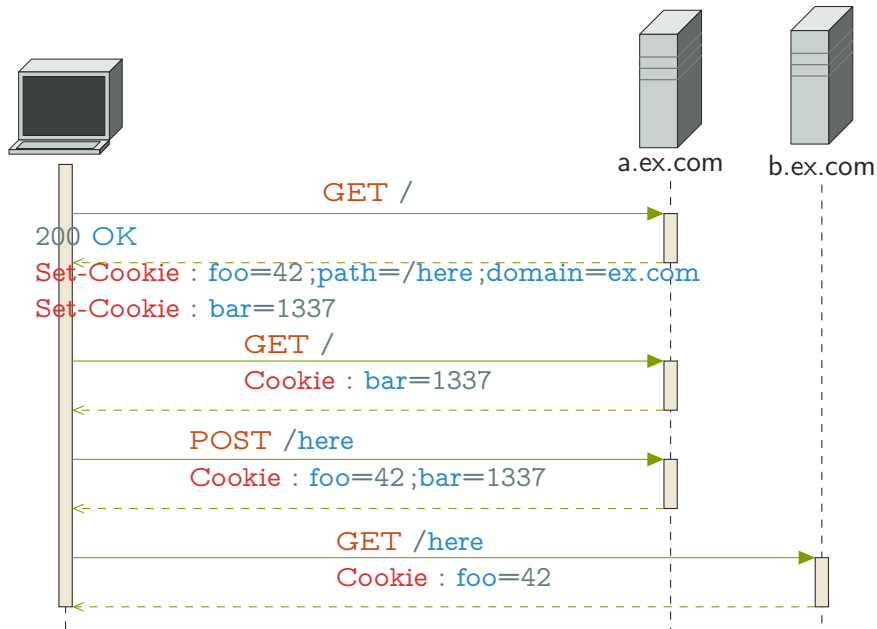 a.ex.com
b.ex.com
GET /
200 OK
Set-Cookie : foo=42;path=/here;domain=ex.com
Set-Cookie : bar=1337
GET /
Cookie : bar=1337
POST /here
Cookie : foo=42;bar=1337
GET /here
Cookie : foo=42